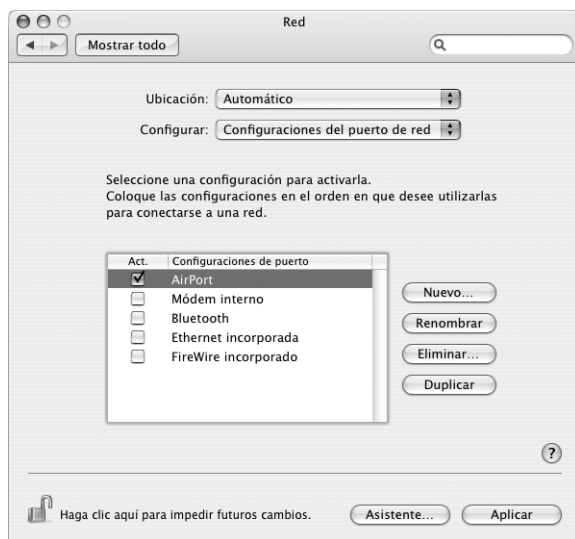 Red
Mostrar todo
Ubicación: Automático
Configurar: Configuraciones del puerto de red
Seleccione una configuración para activarla.
Coloque las configuraciones en el orden en que desee utilizarlas
para conectarse a una red.
Act. Configuraciones de puerto
AirPort
Módem interno
Bluetooth
Ethernet incorporada
FireWire incorporado
Nuevo...
Renombrar
Eliminar...
Duplicar
?
Haga clic aquí para impedir futuros cambios. Asistente... Aplicar